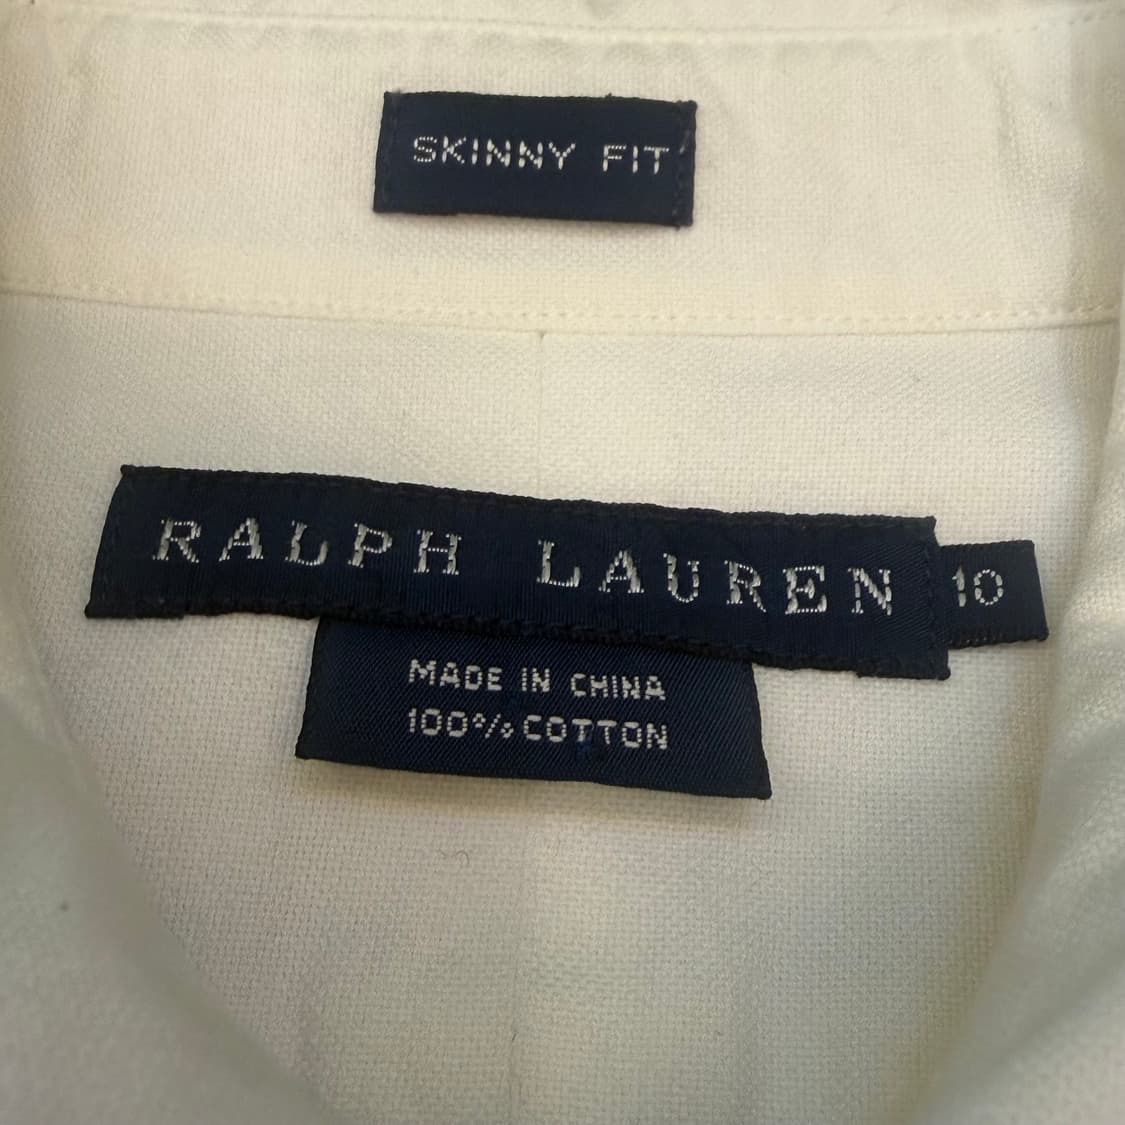 SKINNY FIT
RALPH LAUREN
10
MADE IN CHINA
100% COTTON